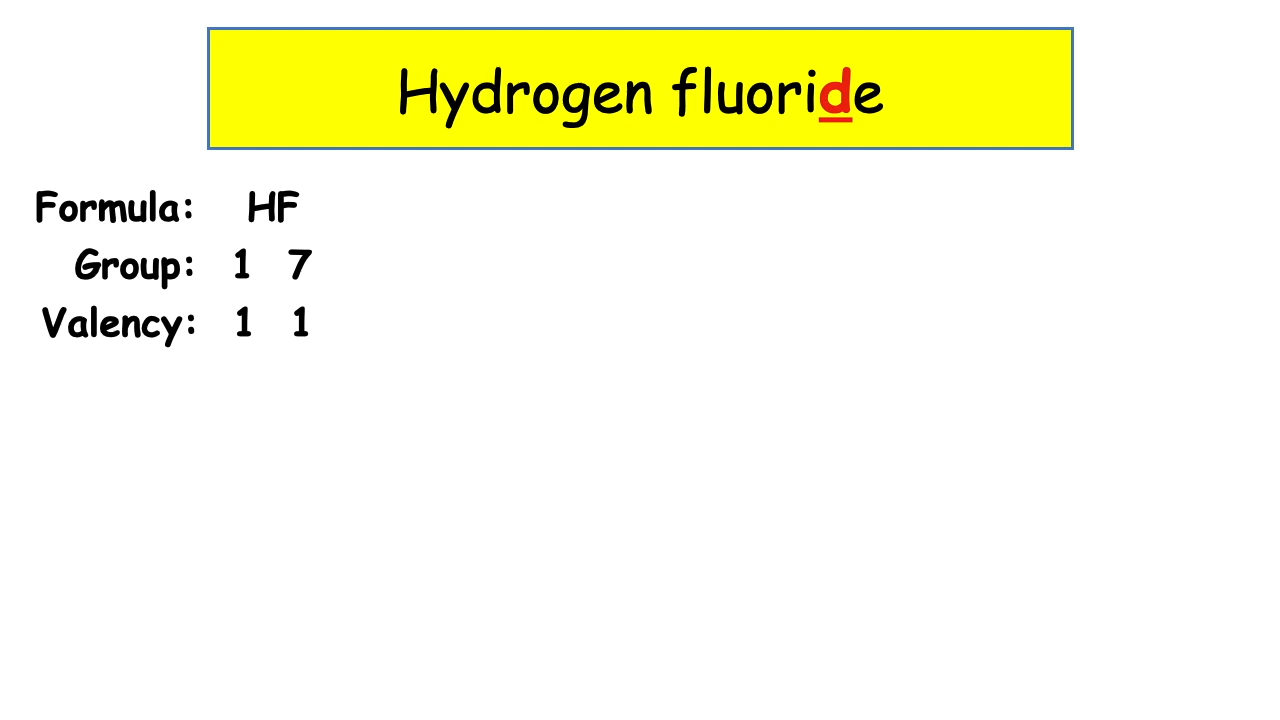 Hydrogen fluoride
Formula: HF
Group: 1 7
Valency: 1 1